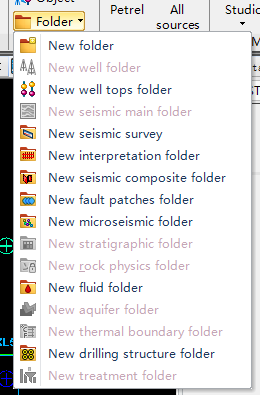 Object
Folder
Petrel
All
sources
Studio
New folder
New well folder
New well tops folder
New seismic main folder
New seismic survey
New interpretation folder
New seismic composite folder
New fault patches folder
New microseismic folder
New stratigraphic folder
New rock physics folder
New fluid folder
New aquifer folder
New thermal boundary folder
New drilling structure folder
New treatment folder